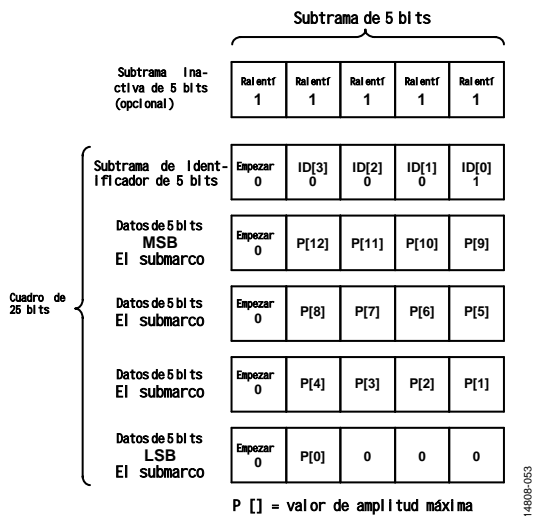 Subtrama de 5 bits
Subtrama Ina-
ctiva de 5 bits
(opcional)
Ralentí Ralentí Ralentí Ralentí Ralentí
1 1 1 1 1
Subtrama de Ident-
ificador de 5 bits
Empezar ID[3] ID[2] ID[1] ID[0]
0 0 0 0 1
Datos de 5 bits
MSB
El submarco
Empezar
0 P[12] P[11] P[10] P[9]
Cuadro de
25 bits
Datos de 5 bits
El submarco
Empezar
0 P[8] P[7] P[6] P[5]
Datos de 5 bits
El submarco
Empezar
0 P[4] P[3] P[2] P[1]
Datos de 5 bits
LSB
El submarco
Empezar
0 P[0] 0 0 0
P [] = valor de amplitud máxima
14808-053